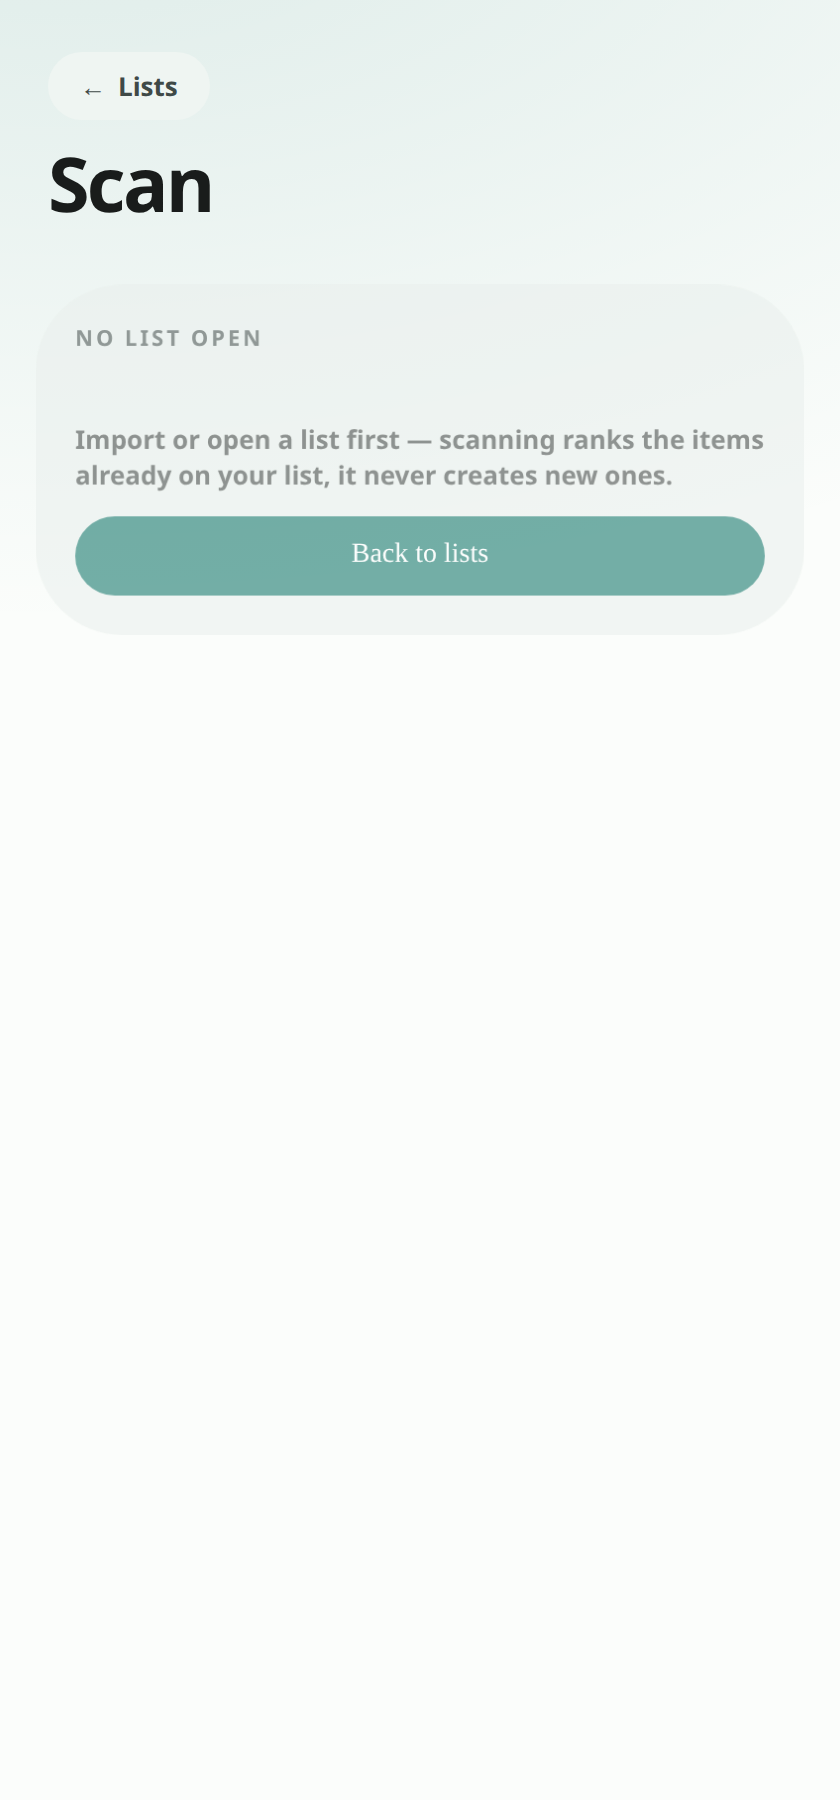 ← Lists
Scan
NO LIST OPEN
Import or open a list first — scanning ranks the items
already on your list, it never creates new ones.
Back to lists